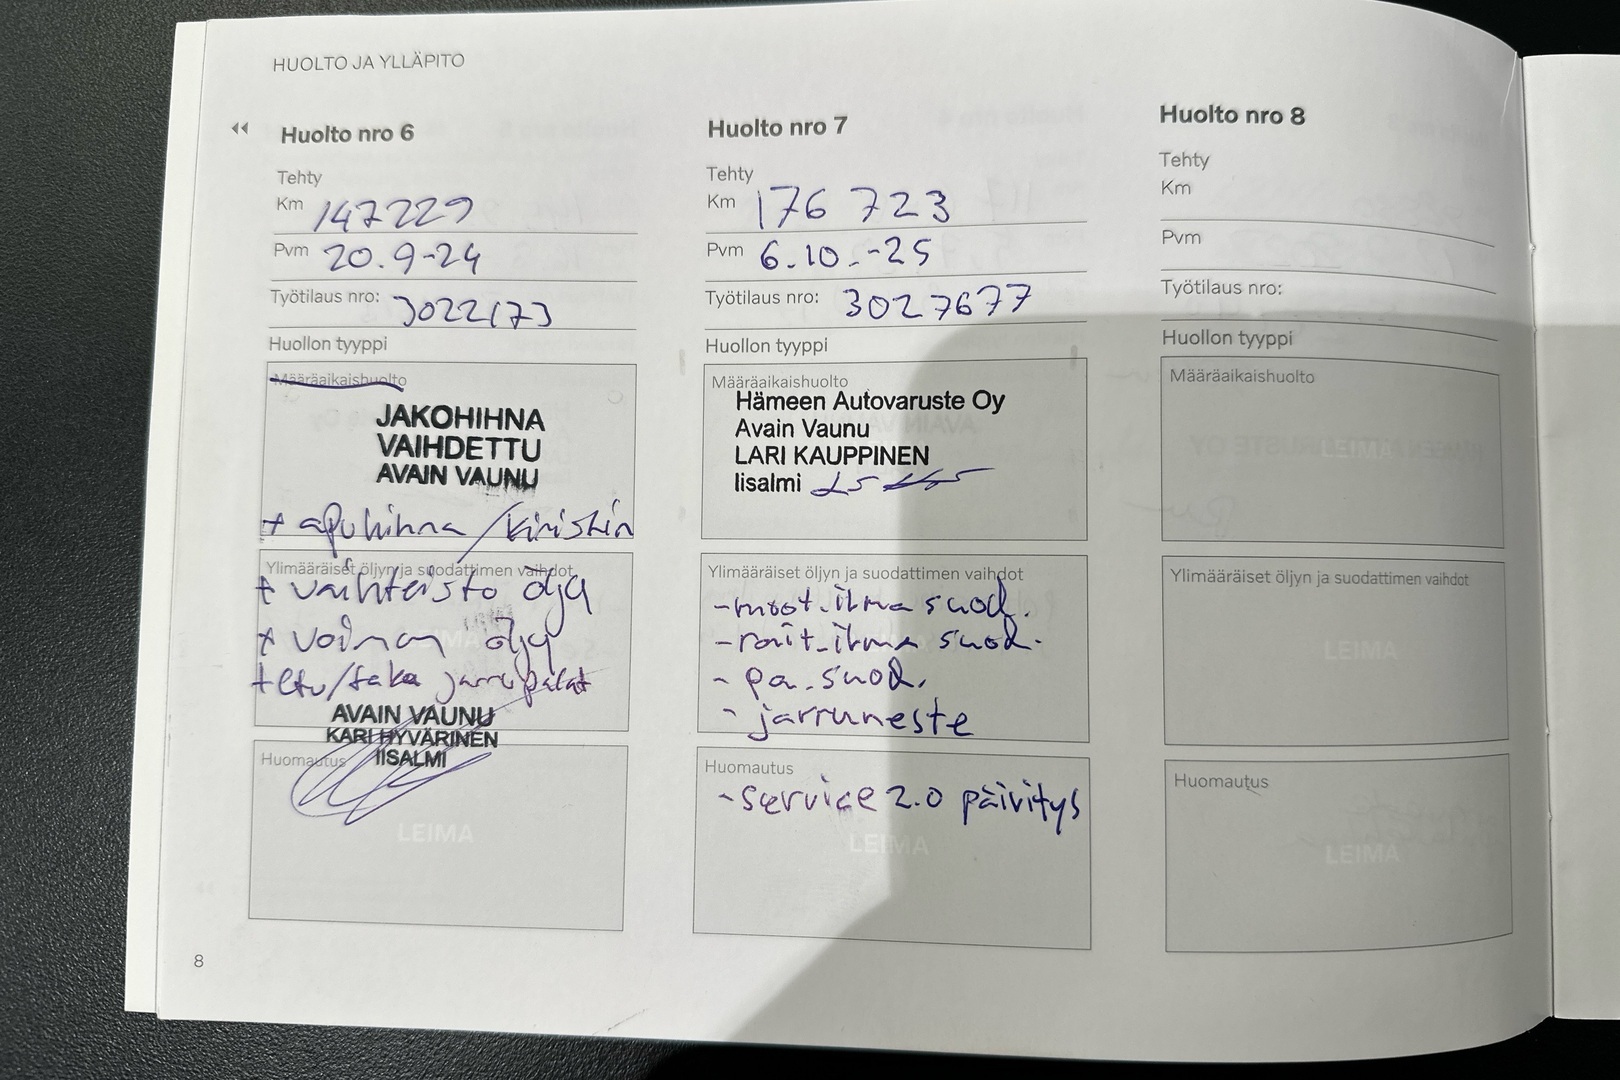 HUOLTO JA YLLÄPITO
Huolto nro 6
Tehty
Km 147229
Pvm 20.9-24
Työtilaus nro: 3022173
Huollon tyyppi
Määräaikaishuolto
JAKOHIHNA
VAIHDETTU
AVAIN VAUNU
+ apuhihna / kiristin
Ylimääräiset öljyn ja suodattimen vaihdot
+ vaihteisto öljy
+ voiman öljy
+ etu/taka jarrupalat
AVAIN VAUNU
KARI HYVÄRINEN
IISALMI
Huomautus
LEIMA
Huolto nro 7
Tehty
Km 176 723
Pvm 6.10.-25
Työtilaus nro: 3027677
Huollon tyyppi
Määräaikaishuolto
Hämeen Autovaruste Oy
Avain Vaunu
LARI KAUPPINEN
Iisalmi
Ylimääräiset öljyn ja suodattimen vaihdot
-moot.ilma suod.
-rait.ilma suod.
- pa.suod.
- jarruneste
Huomautus
-service 2.0 päivitys
LEIMA
Huolto nro 8
Tehty
Km
Pvm
Työtilaus nro:
Huollon tyyppi
Määräaikaishuolto
LEIMA
Ylimääräiset öljyn ja suodattimen vaihdot
LEIMA
Huomautus
LEIMA
8